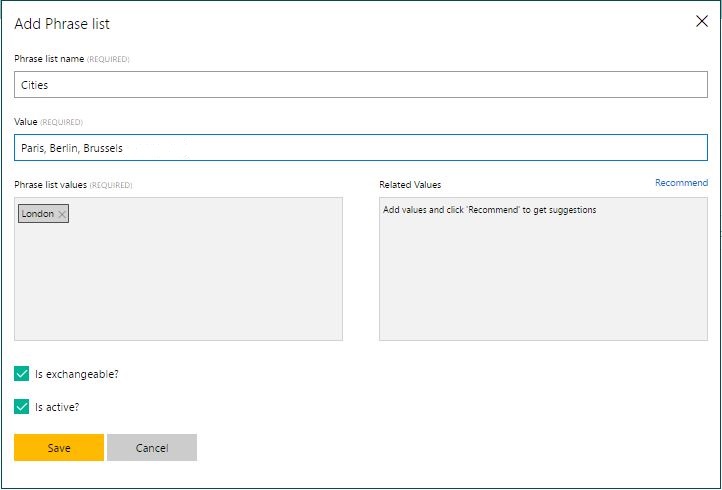 Add Phrase list
Phrase list name (REQUIRED)
Cities
Value (REQUIRED)
Paris, Berlin, Brussels
Phrase list values (REQUIRED)
London
Related Values
Recommend
Add values and click 'Recommend' to get suggestions
Is exchangeable?
Is active?
Save
Cancel